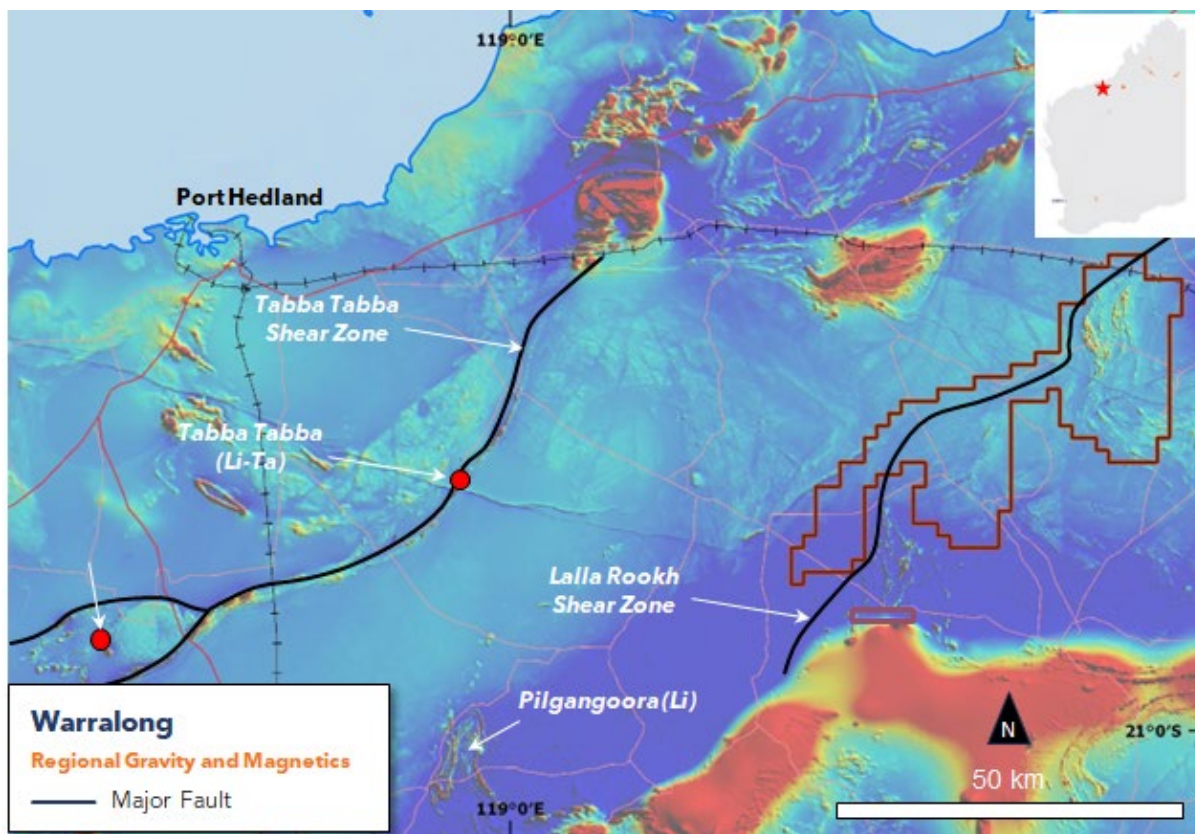 119°0'E
Port Hedland
Tabba Tabba
Shear Zone
Tabba Tabba
(Li-Ta)
Lalla Rookh
Shear Zone
Pilgangoora (Li)
N
21°0'S
50 km
119°0'E
Warralong
Regional Gravity and Magnetics
Major Fault